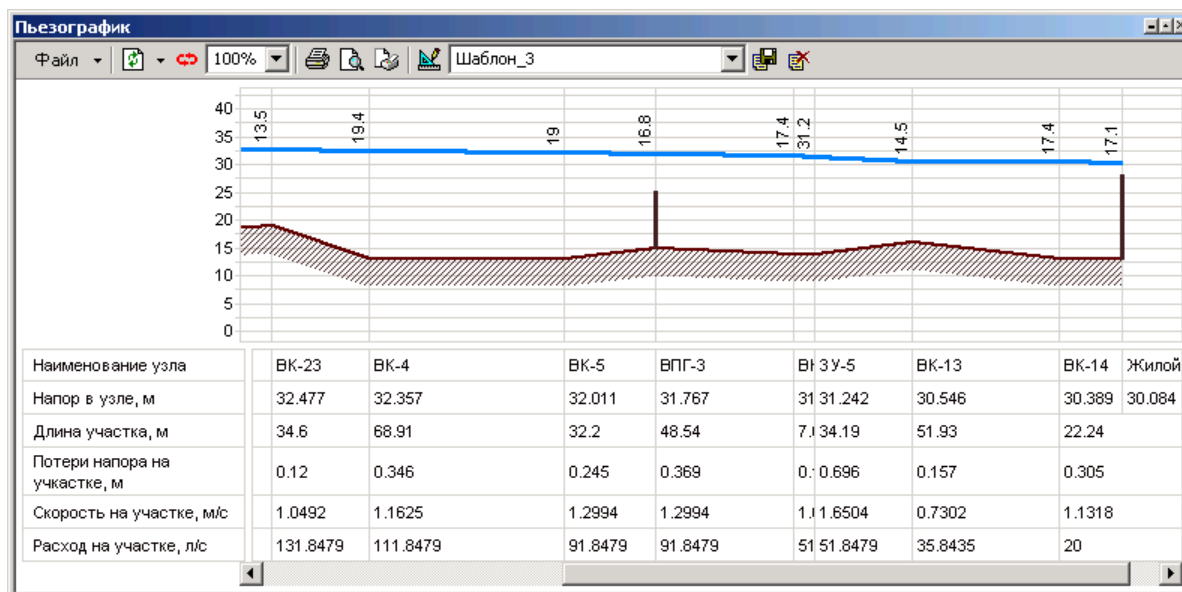 Пьезографик
Файл 100% Шаблон_3
40
35
30
25
20
15
10
5
0
13.5 19.4 19 16.8 17.4 31.2 14.5 17.4 17.1
Наименование узла ВК-23 ВК-4 ВК-5 ВПГ-3 ЗУ-5 ВК-13 ВК-14 Жилой
Напор в узле, м 32.477 32.357 32.011 31.767 31 31.242 30.546 30.389 30.084
Длина участка, м 34.6 68.91 32.2 48.54 34.19 51.93 22.24
Потери напора на
учкастке, м 0.12 0.346 0.245 0.369 0.696 0.157 0.305
Скорость на участке, м/с 1.0492 1.1625 1.2994 1.2994 1.6504 0.7302 1.1318
Расход на участке, л/с 131.8479 111.8479 91.8479 91.8479 51 51.8479 35.8435 20